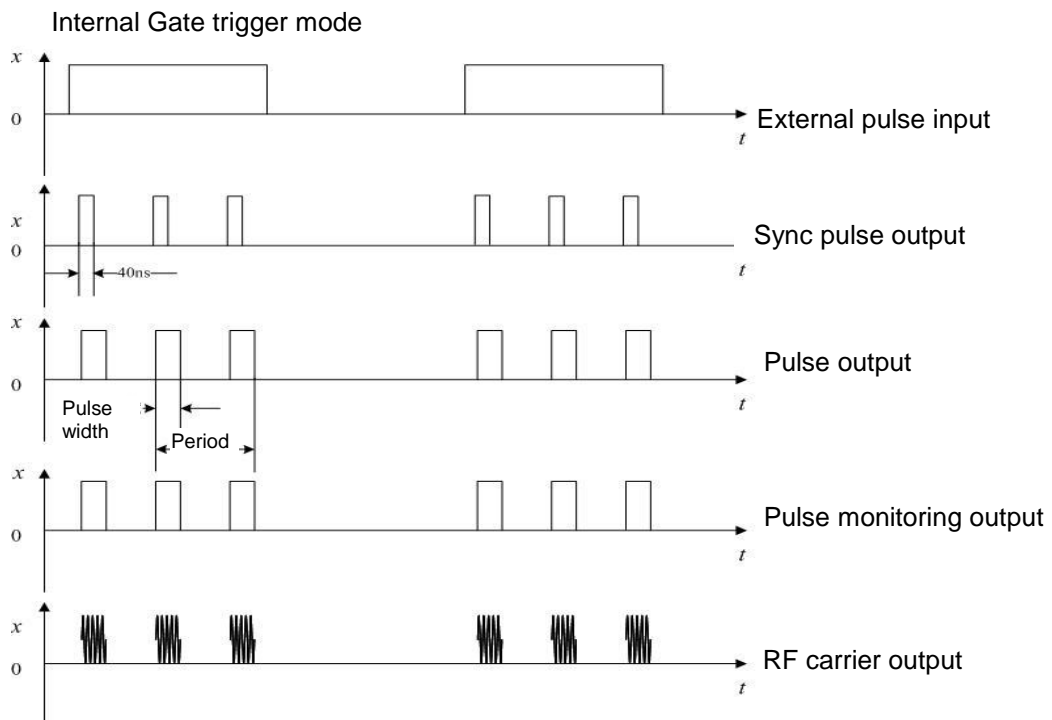 Internal Gate trigger mode
x
0
t
External pulse input
x
0
40ns
t
Sync pulse output
x
0
t
Pulse output
Pulse
width
Period
x
0
t
Pulse monitoring output
x
0
t
RF carrier output